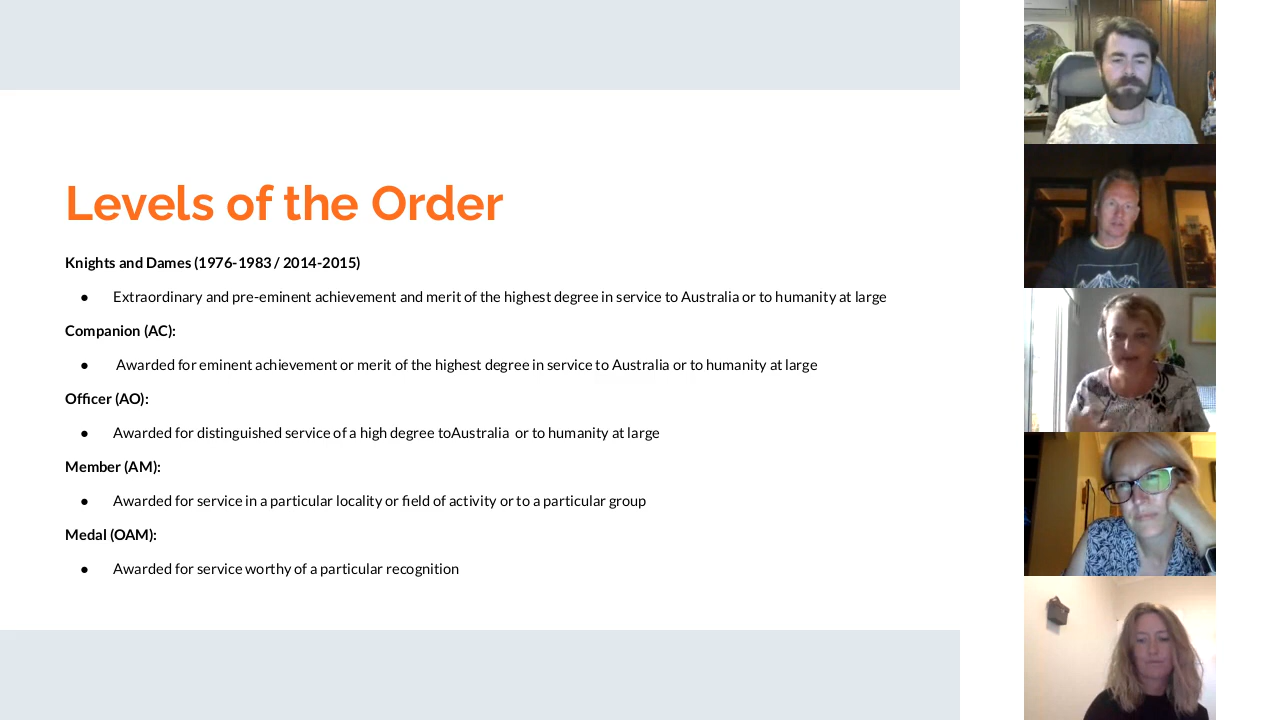 Levels of the Order
Knights and Dames (1976-1983 / 2014-2015)
● Extraordinary and pre-eminent achievement and merit of the highest degree in service to Australia or to humanity at large
Companion (AC):
● Awarded for eminent achievement or merit of the highest degree in service to Australia or to humanity at large
Officer (AO):
● Awarded for distinguished service of a high degree toAustralia or to humanity at large
Member (AM):
● Awarded for service in a particular locality or field of activity or to a particular group
Medal (OAM):
● Awarded for service worthy of a particular recognition